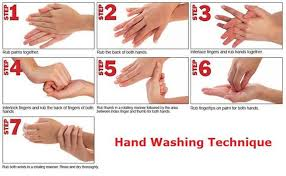 STEP 1
Rub palms together.
STEP 2
Rub the back of both hands.
STEP 3
Interlace fingers and rub hands together.
STEP 4
Interlock fingers and rub the back of fingers of both hands.
STEP 5
Rub thumb in a rotating manner followed by the area between index finger and thumb for both hands.
STEP 6
Rub fingertips on palm for both hands.
STEP 7
Rub both wrists in a rotating manner. Rinse and dry thoroughly.
Hand Washing Technique